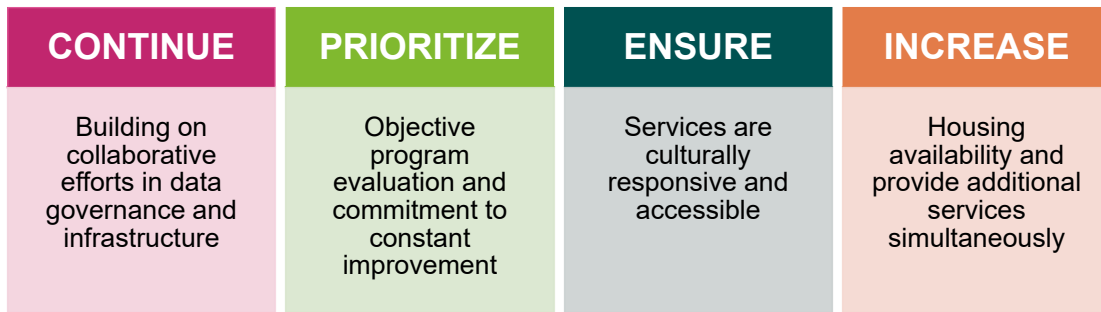 CONTINUE
Building on
collaborative
efforts in data
governance and
infrastructure
PRIORITIZE
Objective
program
evaluation and
commitment to
constant
improvement
ENSURE
Services are
culturally
responsive and
accessible
INCREASE
Housing
availability and
provide additional
services
simultaneously